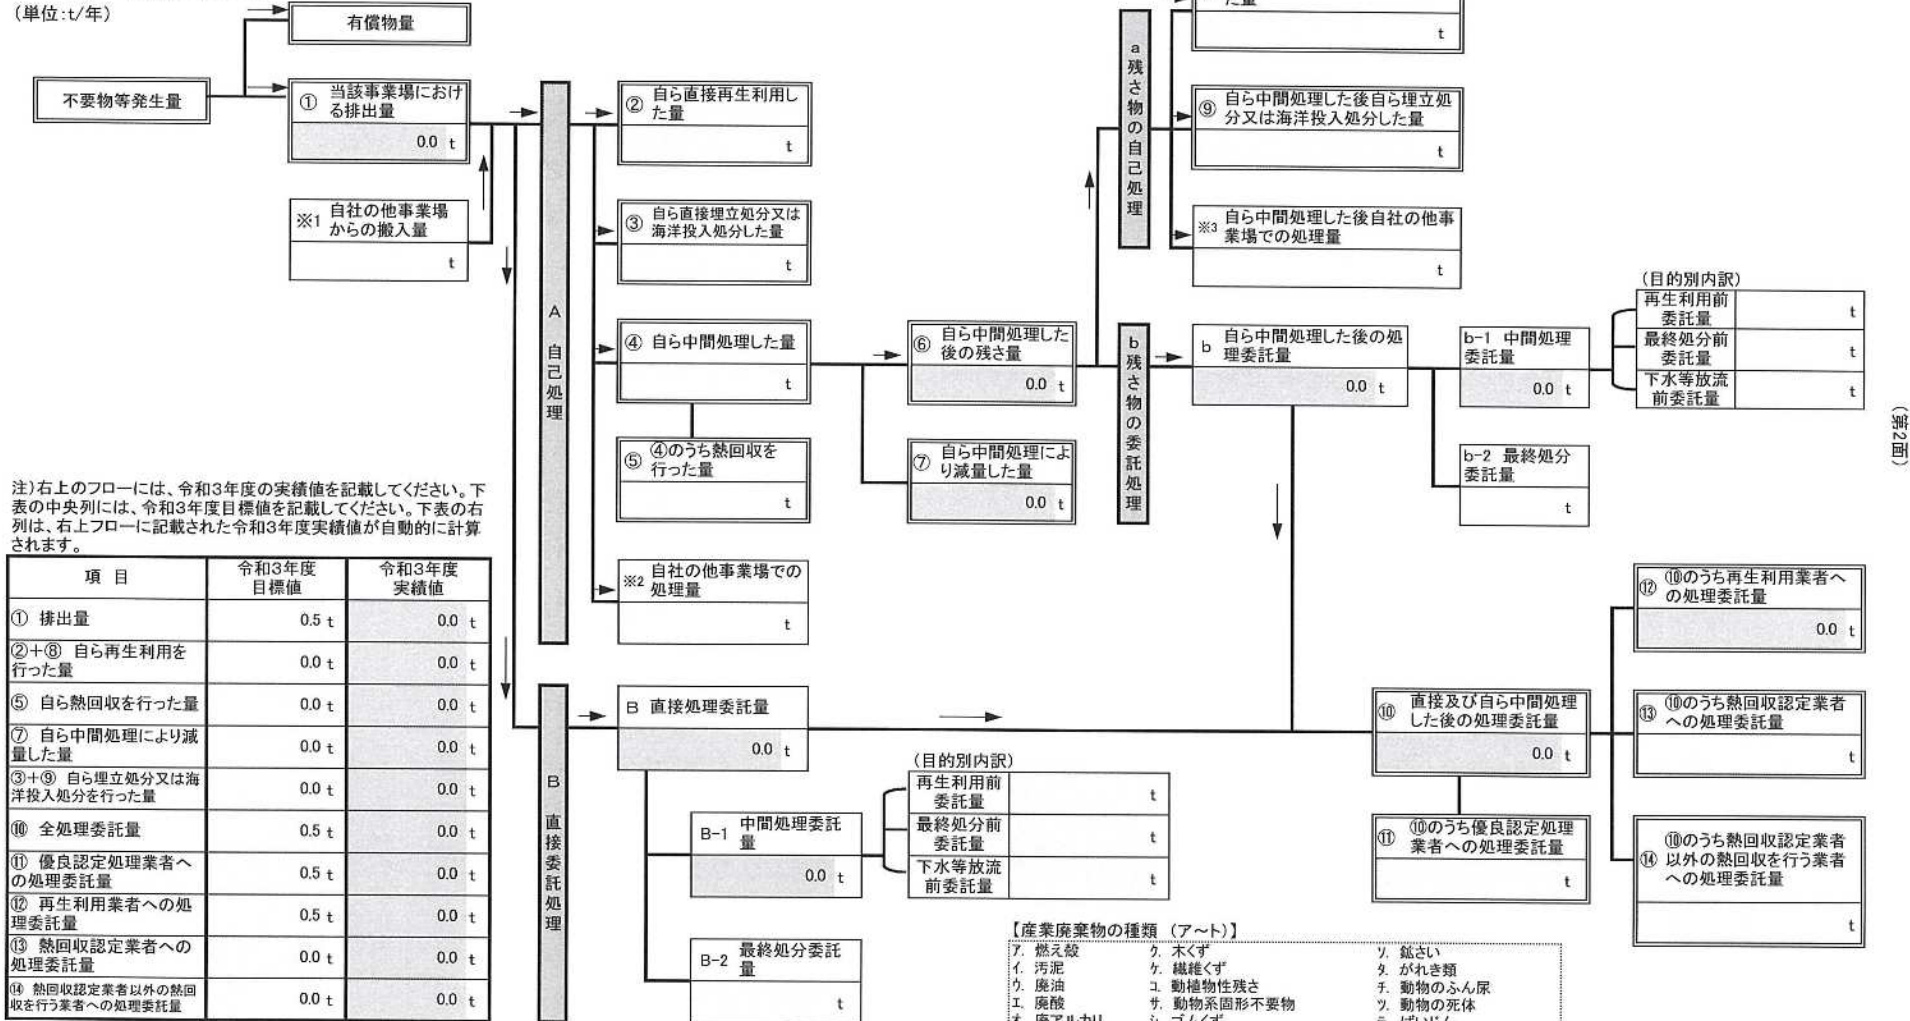 (単位:t/年)
有償物量
不要物等発生量
① 当該事業場におけ
る排出量
0.0 t
※1 自社の他事業場
からの搬入量
t
A 自己処理
② 自ら直接再生利用し
た量
t
③ 自ら直接埋立処分又は
海洋投入処分した量
t
④ 自ら中間処理した量
t
⑤ ④のうち熱回収を
行った量
t
※2 自社の他事業場での
処理量
t
⑥ 自ら中間処理した
後の残さ量
0.0 t
⑦ 自ら中間処理によ
り減量した量
0.0 t
a 残さ物の自己処理
た量
t
⑨ 自ら中間処理した後自ら埋立処
分又は海洋投入処分した量
t
※3 自ら中間処理した後自社の他事
業場での処理量
t
b 残さ物の委託処理
b 自ら中間処理した後の処
理委託量
0.0 t
b-1 中間処理
委託量
0.0 t
(目的別内訳)
再生利用前
委託量 t
最終処分前
委託量 t
下水等放流
前委託量 t
b-2 最終処分
委託量
t
(第2面)
注)右上のフローには、令和3年度の実績値を記載してください。下
表の中央列には、令和3年度目標値を記載してください。下表の右
列は、右上フローに記載された令和3年度実績値が自動的に計算
されます。
項 目 令和3年度 目標値 令和3年度 実績値
① 排出量 0.5 t 0.0 t
②+⑧ 自ら再生利用を
行った量 0.0 t 0.0 t
⑤ 自ら熱回収を行った量 0.0 t 0.0 t
⑦ 自ら中間処理により減
量した量 0.0 t 0.0 t
③+⑨ 自ら埋立処分又は海
洋投入処分を行った量 0.0 t 0.0 t
⑩ 全処理委託量 0.5 t 0.0 t
⑪ 優良認定処理業者へ
の処理委託量 0.5 t 0.0 t
⑫ 再生利用業者への処
理委託量 0.5 t 0.0 t
⑬ 熱回収認定業者への
処理委託量 0.0 t 0.0 t
⑭ 熱回収認定業者以外の熱回
収を行う業者への処理委託量 0.0 t 0.0 t
B 直接委託処理
B 直接処理委託量
0.0 t
B-1 中間処理委託
量
0.0 t
(目的別内訳)
再生利用前
委託量 t
最終処分前
委託量 t
下水等放流
前委託量 t
B-2 最終処分委託
量
t
⑩ 直接及び自ら中間処理
した後の処理委託量
0.0 t
⑪ ⑩のうち優良認定処理
業者への処理委託量
t
⑫ ⑩のうち再生利用業者へ
の処理委託量
0.0 t
⑬ ⑩のうち熱回収認定業者
への処理委託量
t
⑭ ⑩のうち熱回収認定業者
以外の熱回収を行う業者
への処理委託量
t
【産業廃棄物の種類 (ア~ト)】
ア. 燃え殻 ク. 木くず ソ. 鉱さい
イ. 汚泥 ケ. 繊維くず タ. がれき類
ウ. 廃油 コ. 動植物性残さ チ. 動物のふん尿
エ. 廃酸 サ. 動物系固形不要物 ツ. 動物の死体